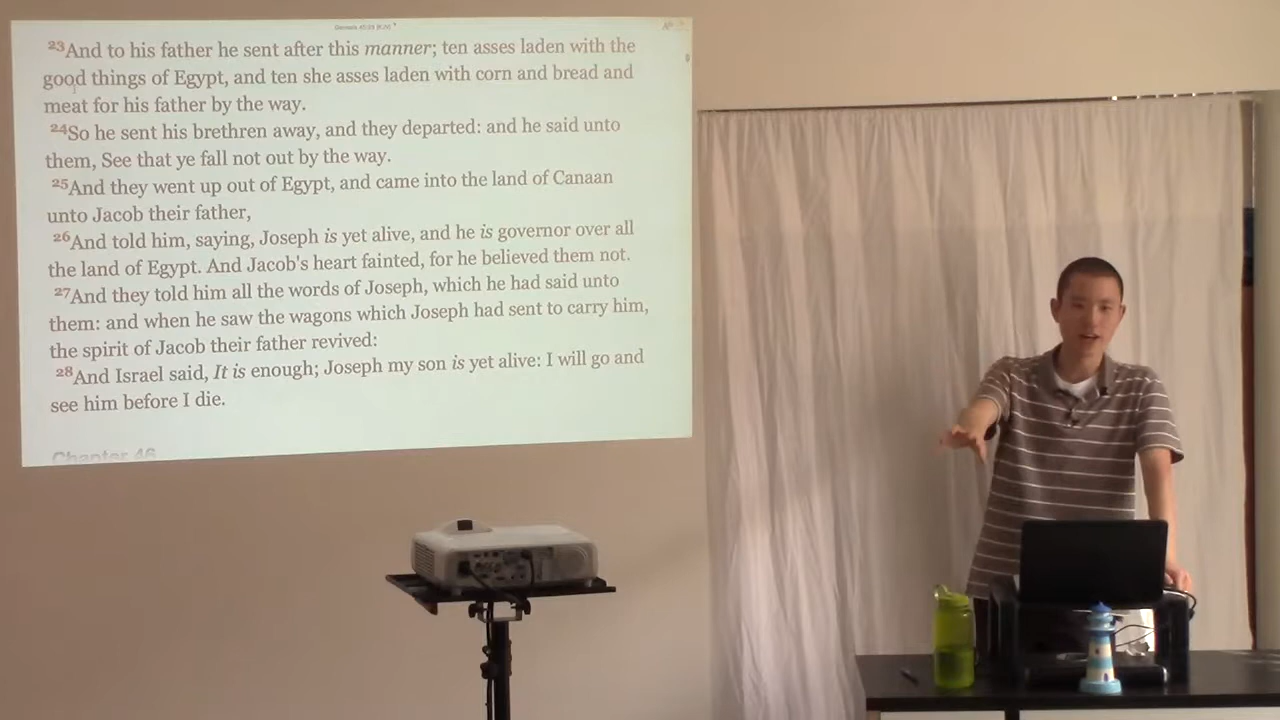 23And to his father he sent after this manner; ten asses laden with the
good things of Egypt, and ten she asses laden with corn and bread and
meat for his father by the way.
24So he sent his brethren away, and they departed: and he said unto
them, See that ye fall not out by the way.
25And they went up out of Egypt, and came into the land of Canaan
unto Jacob their father,
26And told him, saying, Joseph is yet alive, and he is governor over all
the land of Egypt. And Jacob's heart fainted, for he believed them not.
27And they told him all the words of Joseph, which he had said unto
them: and when he saw the wagons which Joseph had sent to carry him,
the spirit of Jacob their father revived:
28And Israel said, It is enough; Joseph my son is yet alive: I will go and
see him before I die.
Chapter 46